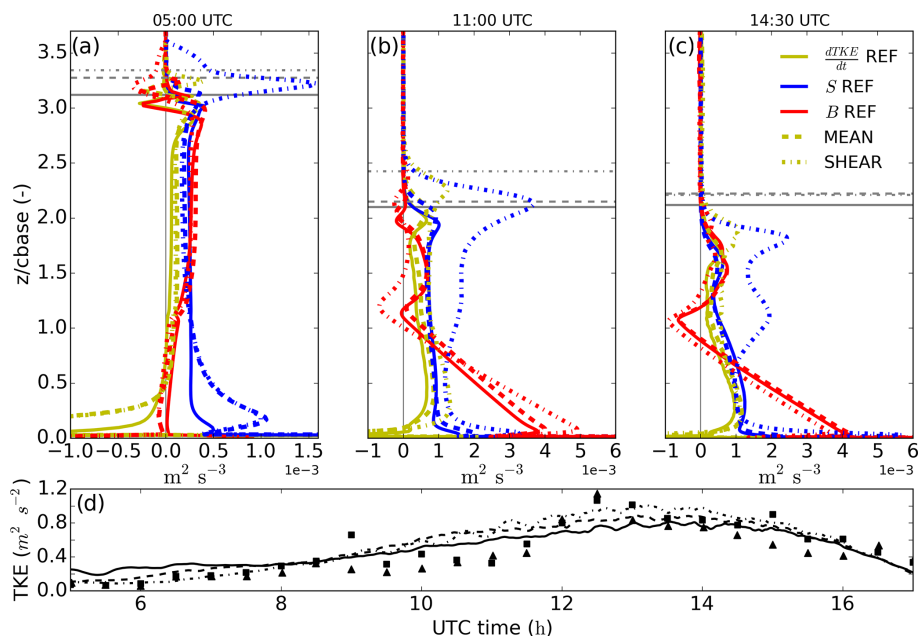 05:00 UTC
11:00 UTC
14:30 UTC
(a)
(b)
(c)
dTKE/dt REF
S REF
B REF
MEAN
SHEAR
z/cbase (-)
3.5
3.0
2.5
2.0
1.5
1.0
0.5
0.0
−1.0 −0.5 0.0 0.5 1.0 1.5
1e−3
m² s⁻³
−1 0 1 2 3 4 5 6
1e−3
m² s⁻³
−1 0 1 2 3 4 5 6
1e−3
m² s⁻³
(d)
TKE (m² s⁻²)
1.2
0.8
0.4
0.0
6 8 10 12 14 16
UTC time (h)